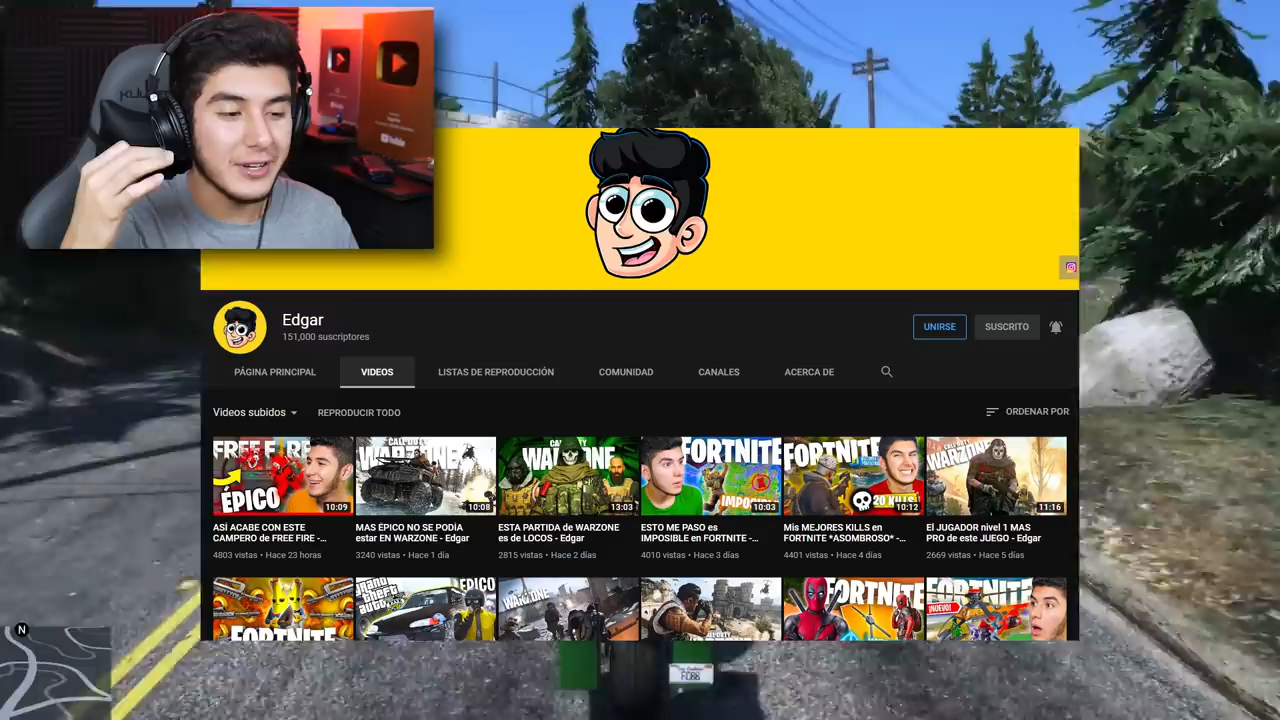 Edgar
151,000 suscriptores
UNIRSE
SUSCRITO
PÁGINA PRINCIPAL
VIDEOS
LISTAS DE REPRODUCCIÓN
COMUNIDAD
CANALES
ACERCA DE
Videos subidos
REPRODUCIR TODO
ORDENAR POR
FREE FIRE
ÉPICO
10:09
CALL OF DUTY
WARZONE
10:08
13:03
FORTNITE
10:03
FORTNITE
20 KILLS
10:12
WARZONE
11:16
ASÍ ACABE CON ESTE
CAMPERO de FREE FIRE -...
4803 vistas • Hace 23 horas
MAS ÉPICO NO SE PODÍA
estar EN WARZONE - Edgar
3240 vistas • Hace 1 día
ESTA PARTIDA de WARZONE
es de LOCOS - Edgar
2815 vistas • Hace 2 días
ESTO ME PASO es
IMPOSIBLE en FORTNITE -...
4010 vistas • Hace 3 días
Mis MEJORES KILLS en
FORTNITE *ASOMBROSO* -...
4401 vistas • Hace 4 días
El JUGADOR nivel 1 MAS
PRO de este JUEGO - Edgar
2669 vistas • Hace 5 días
FORTNITE
grand
theft
auto
ÉPICO
WARZONE
FORTNITE
FORTNITE
¡NUEVO!
N